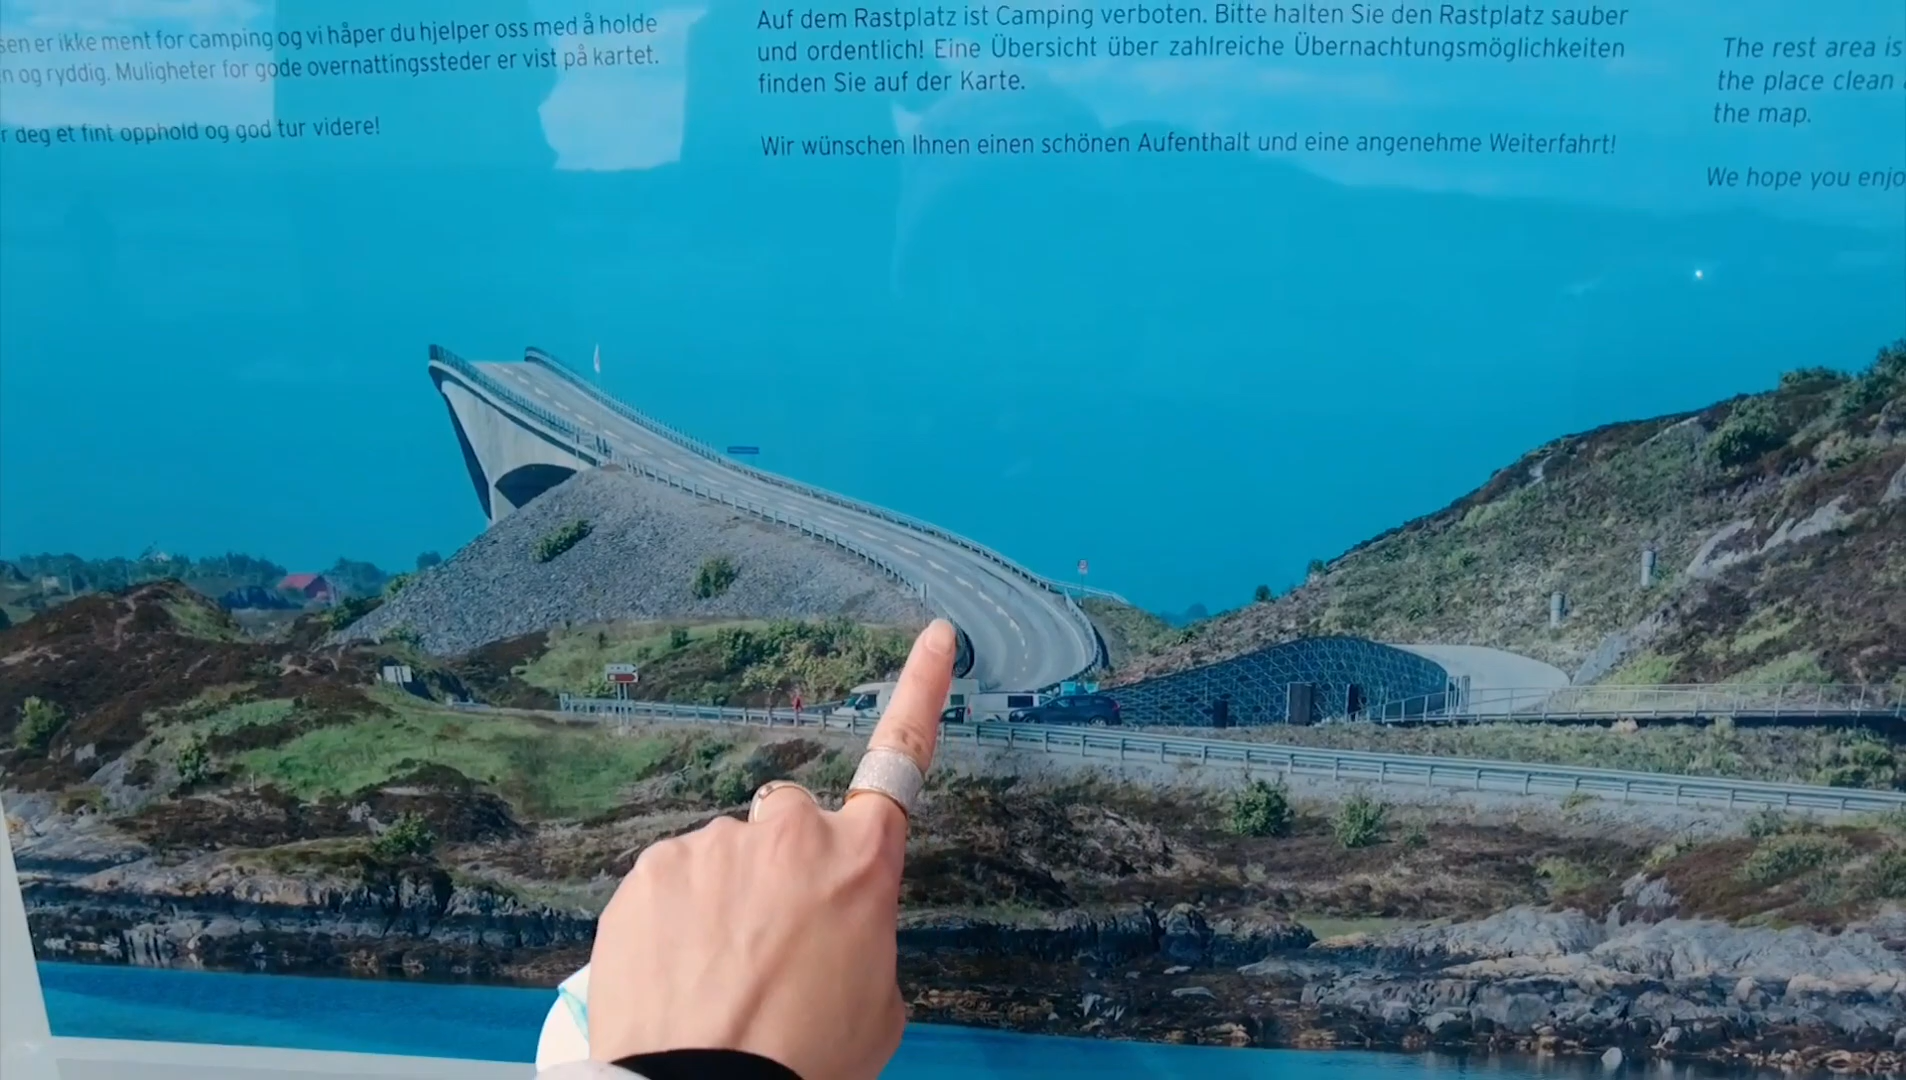 sen er ikke ment for camping og vi håper du hjelper oss med å holde
n og ryddig. Muligheter for gode overnattingssteder er vist på kartet.
r deg et fint opphold og god tur videre!
Auf dem Rastplatz ist Camping verboten. Bitte halten Sie den Rastplatz sauber
und ordentlich! Eine Übersicht über zahlreiche Übernachtungsmöglichkeiten
finden Sie auf der Karte.
Wir wünschen Ihnen einen schönen Aufenthalt und eine angenehme Weiterfahrt!
The rest area is
the place clean
the map.
We hope you enjo